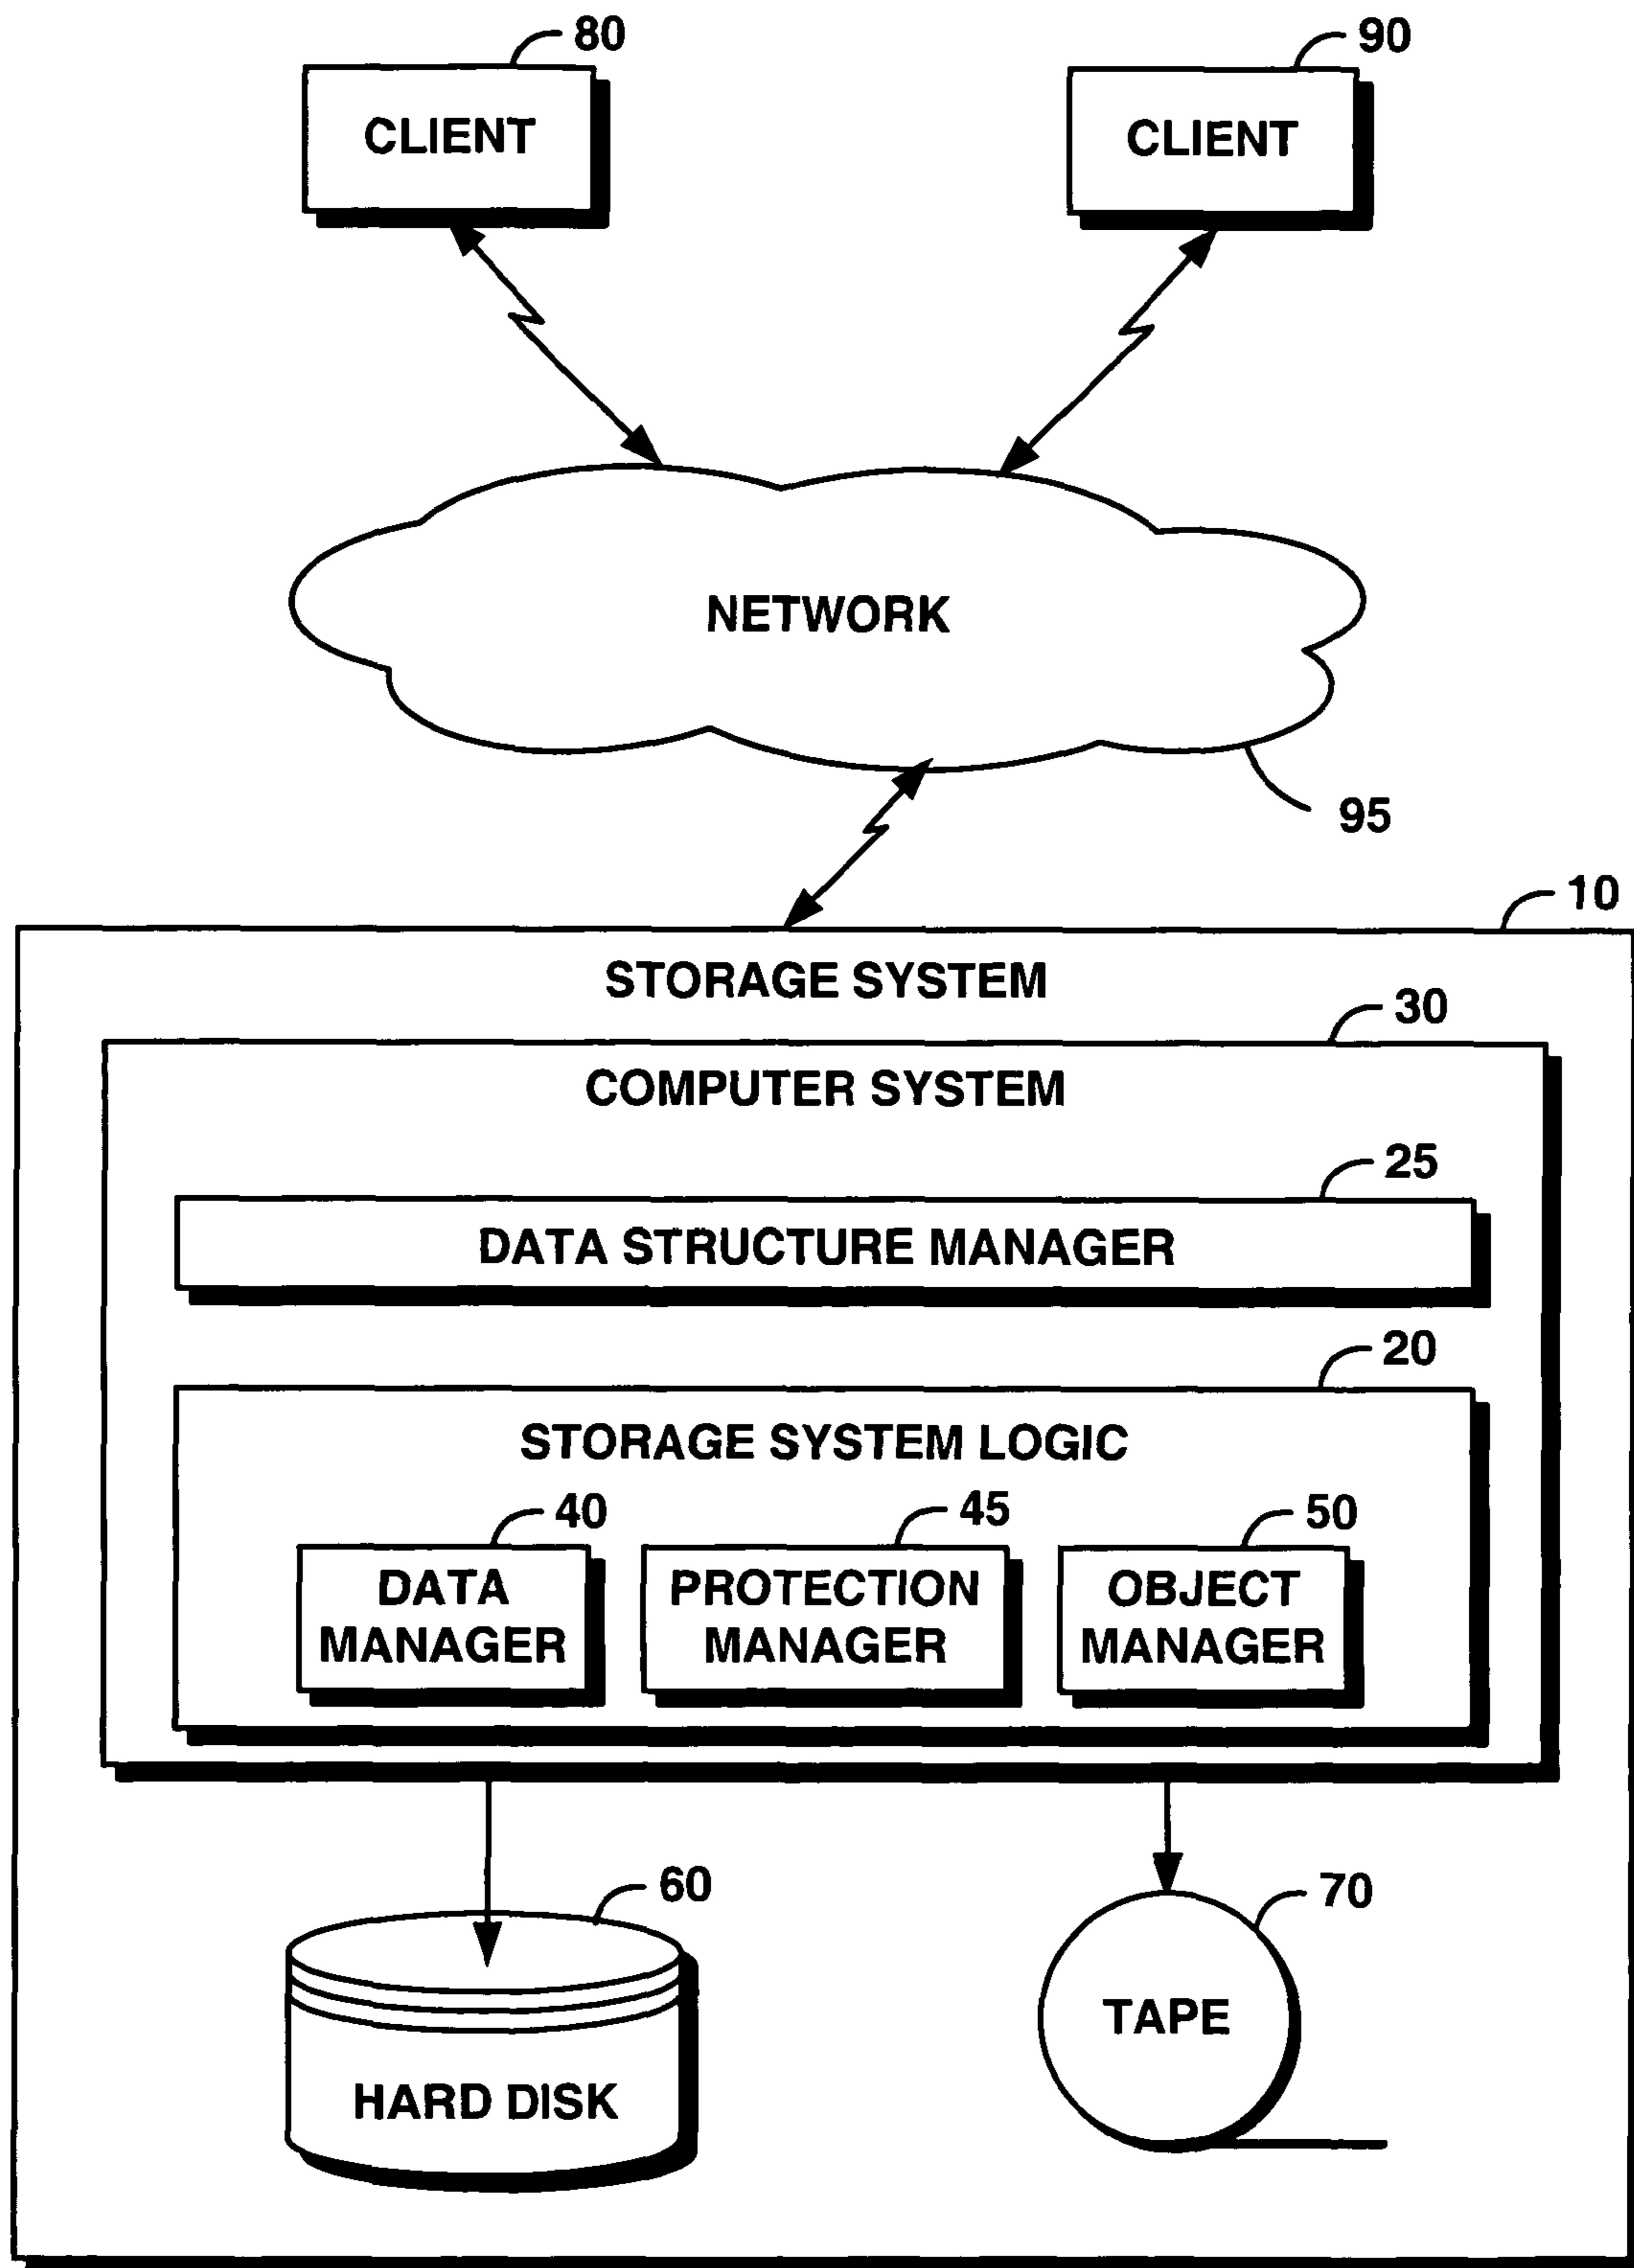 80
90
CLIENT
CLIENT
NETWORK
95
10
STORAGE SYSTEM
30
COMPUTER SYSTEM
25
DATA STRUCTURE MANAGER
20
STORAGE SYSTEM LOGIC
40
45
50
DATA
MANAGER
PROTECTION
MANAGER
OBJECT
MANAGER
60
70
TAPE
HARD DISK